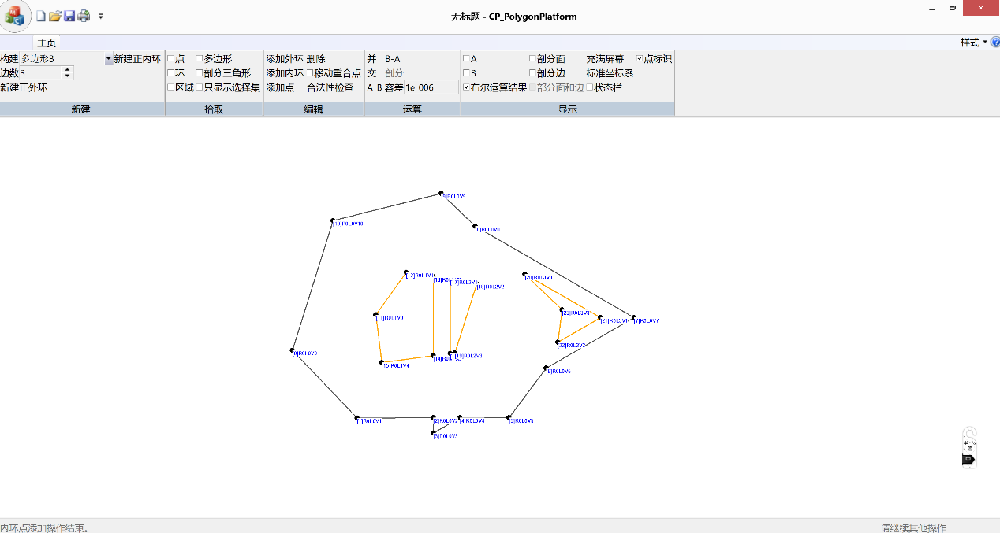 无标题 - CP_PolygonPlatform
主页
样式
构建 多边形B 新建正内环
边数 3
新建正外环
新建
点 多边形
环 剖分三角形
区域 只显示选择集
拾取
添加外环 删除
添加内环 移动重合点
添加点 合法性检查
编辑
并 B-A
交 剖分
A B 容差 1e 006
运算
A 剖分面 充满屏幕 点标识
B 剖分边 标准坐标系
布尔运算结果 部分面和边 状态栏
显示
[9]R0L0V9
[10]R0L0V10
[8]R0L0V8
[12]R0L1V1
[17]R0L2V1
[18]R0L2V2
[20]R0L3V0
[23]R0L3V3
[11]R0L1V0
[21]R0L3V1
[7]R0L0V7
[22]R0L3V2
[0]R0L0V0
[19]R0L2V3
[15]R0L1V4
[6]R0L0V6
[1]R0L0V1
[2]R0L0V2
[4]R0L0V4
[5]R0L0V5
[3]R0L0V3
简
中
内环点添加操作结束。
请继续其他操作